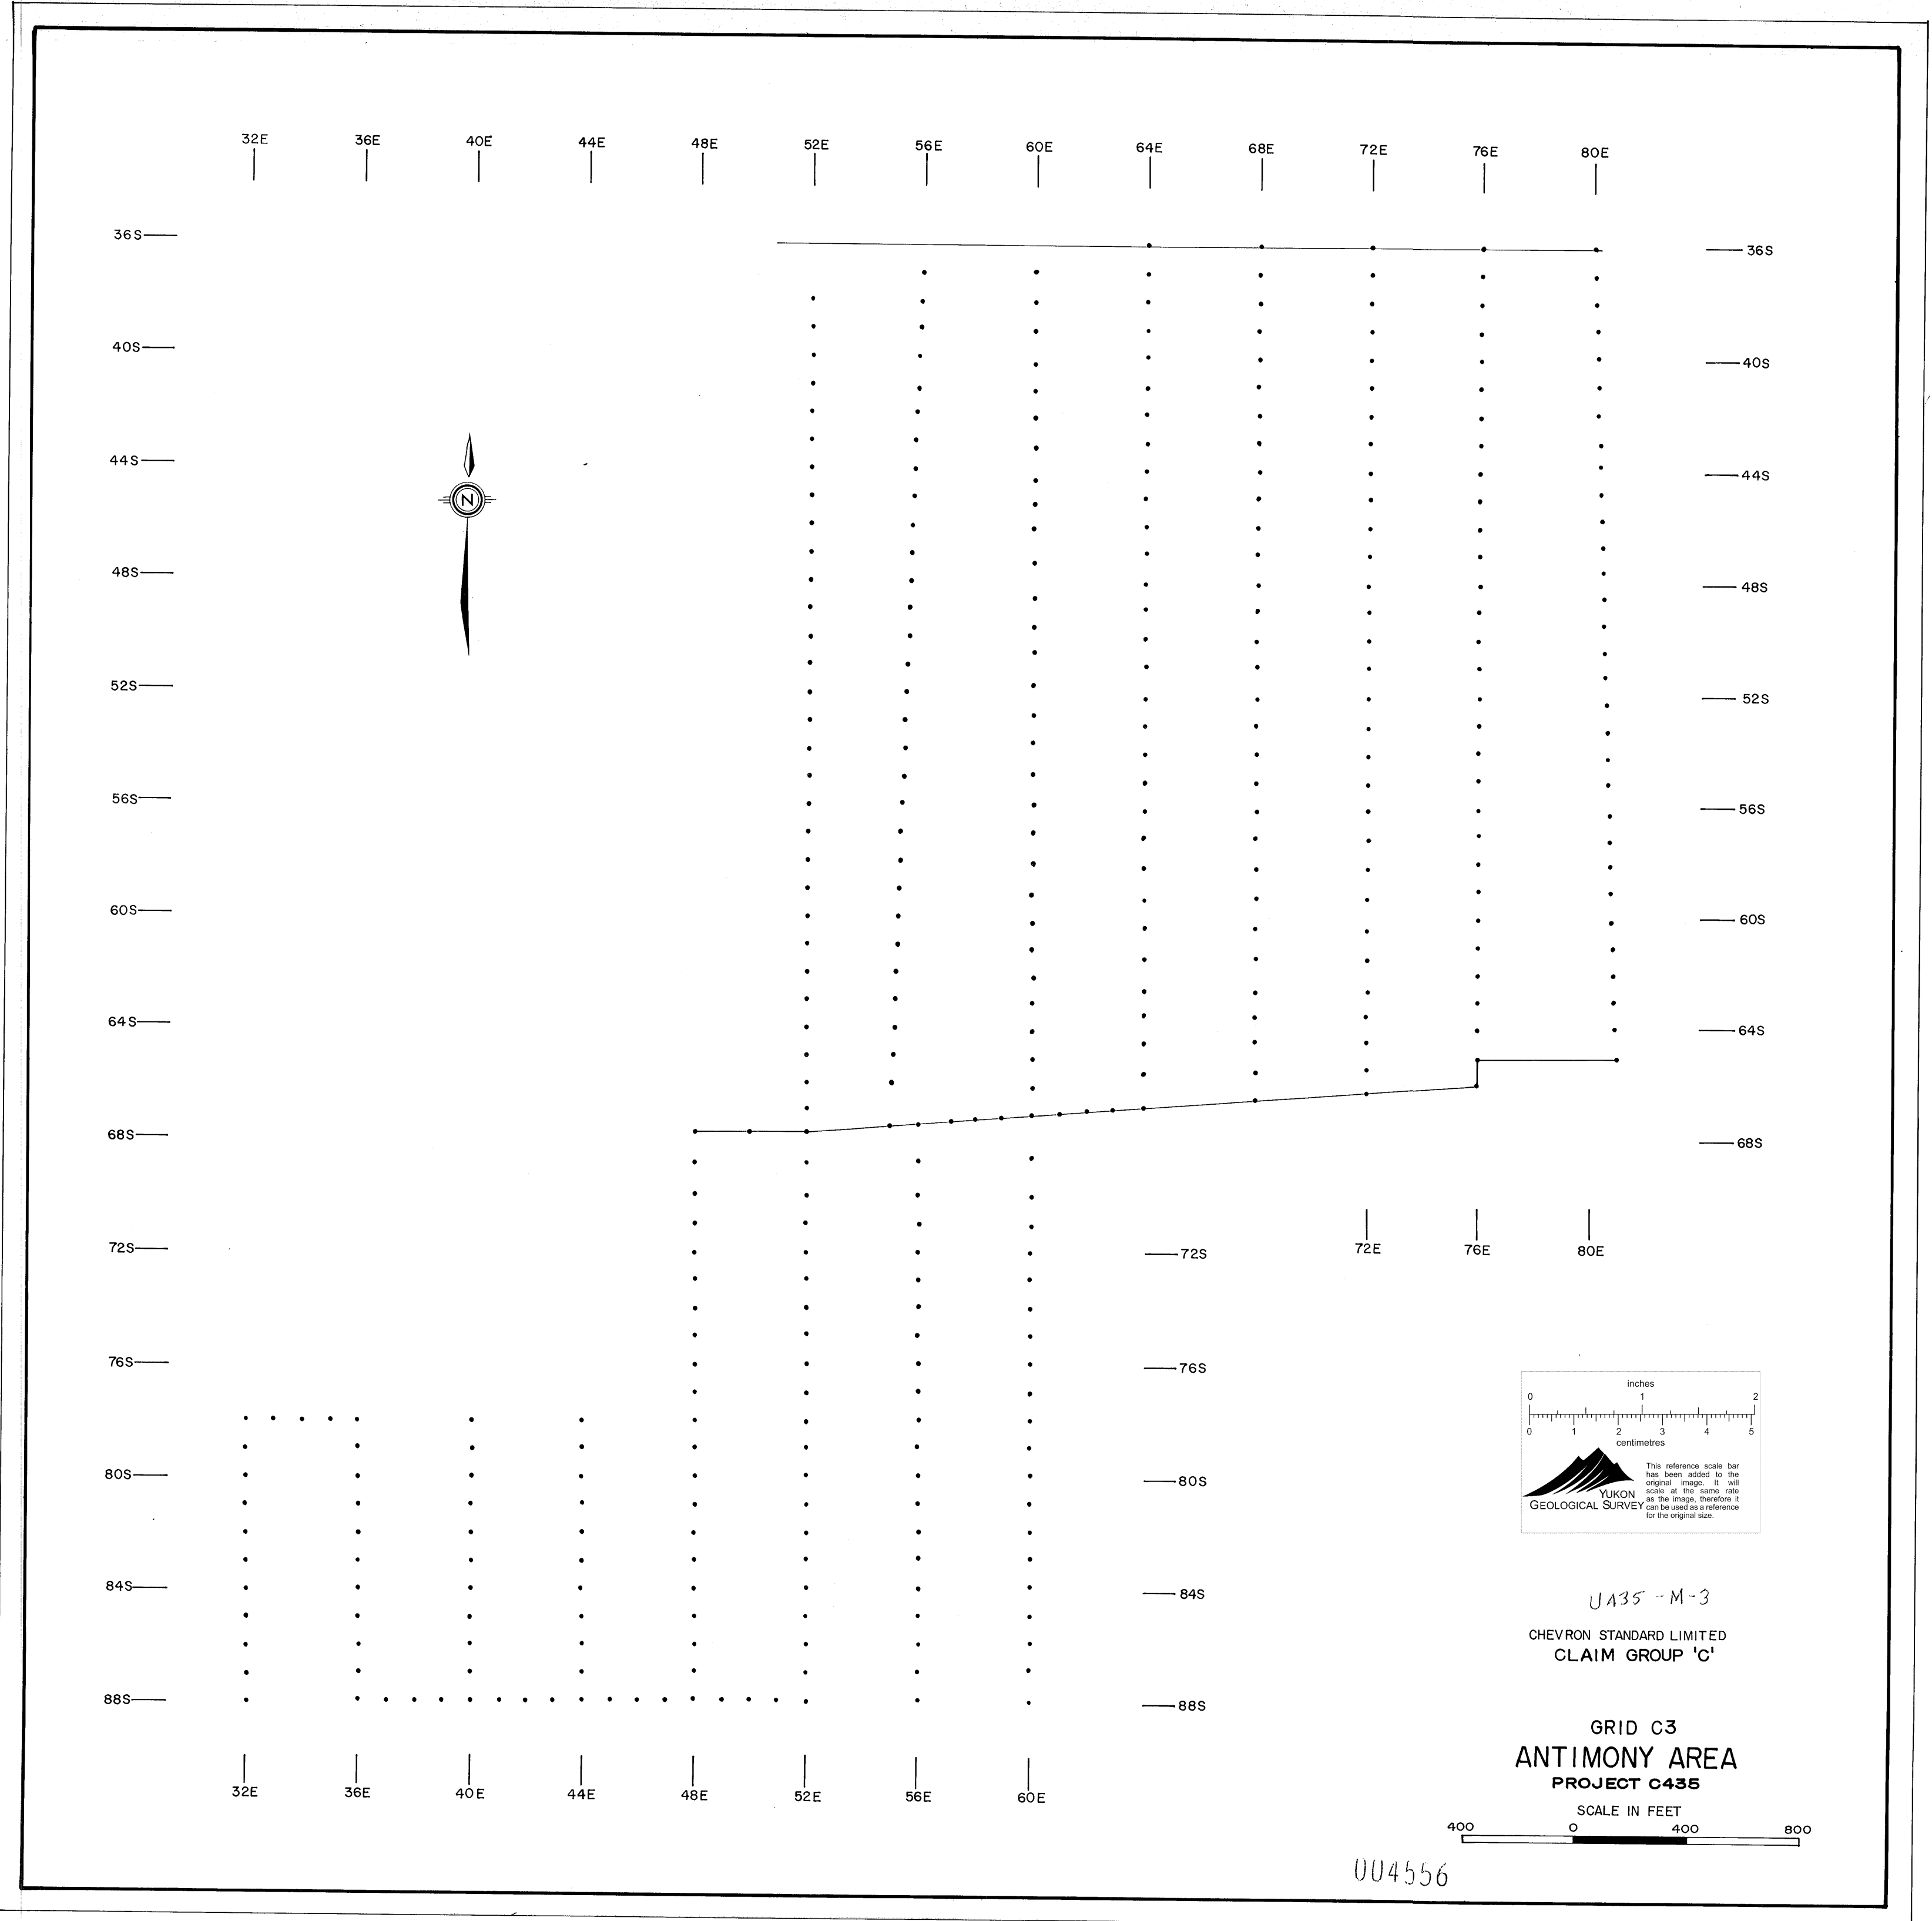 32E 36E 40E 44E 48E 52E 56E 60E 64E 68E 72E 76E 80E
36S 36S
40S 40S
44S 44S
N
48S 48S
52S 52S
56S 56S
60S 60S
64S 64S
68S 68S
72S 72S 72E 76E 80E
76S 76S
80S 80S
84S 84S
88S 88S
32E 36E 40E 44E 48E 52E 56E 60E
inches
0 1 2
0 1 2 3 4 5
centimetres
YUKON
GEOLOGICAL SURVEY
This reference scale bar
has been added to the
original image. It will
scale at the same rate
as the image, therefore it
can be used as a reference
for the original size.
CHEVRON STANDARD LIMITED
CLAIM GROUP 'C'
GRID C3
ANTIMONY AREA
PROJECT C435
SCALE IN FEET
400 0 400 800
004556